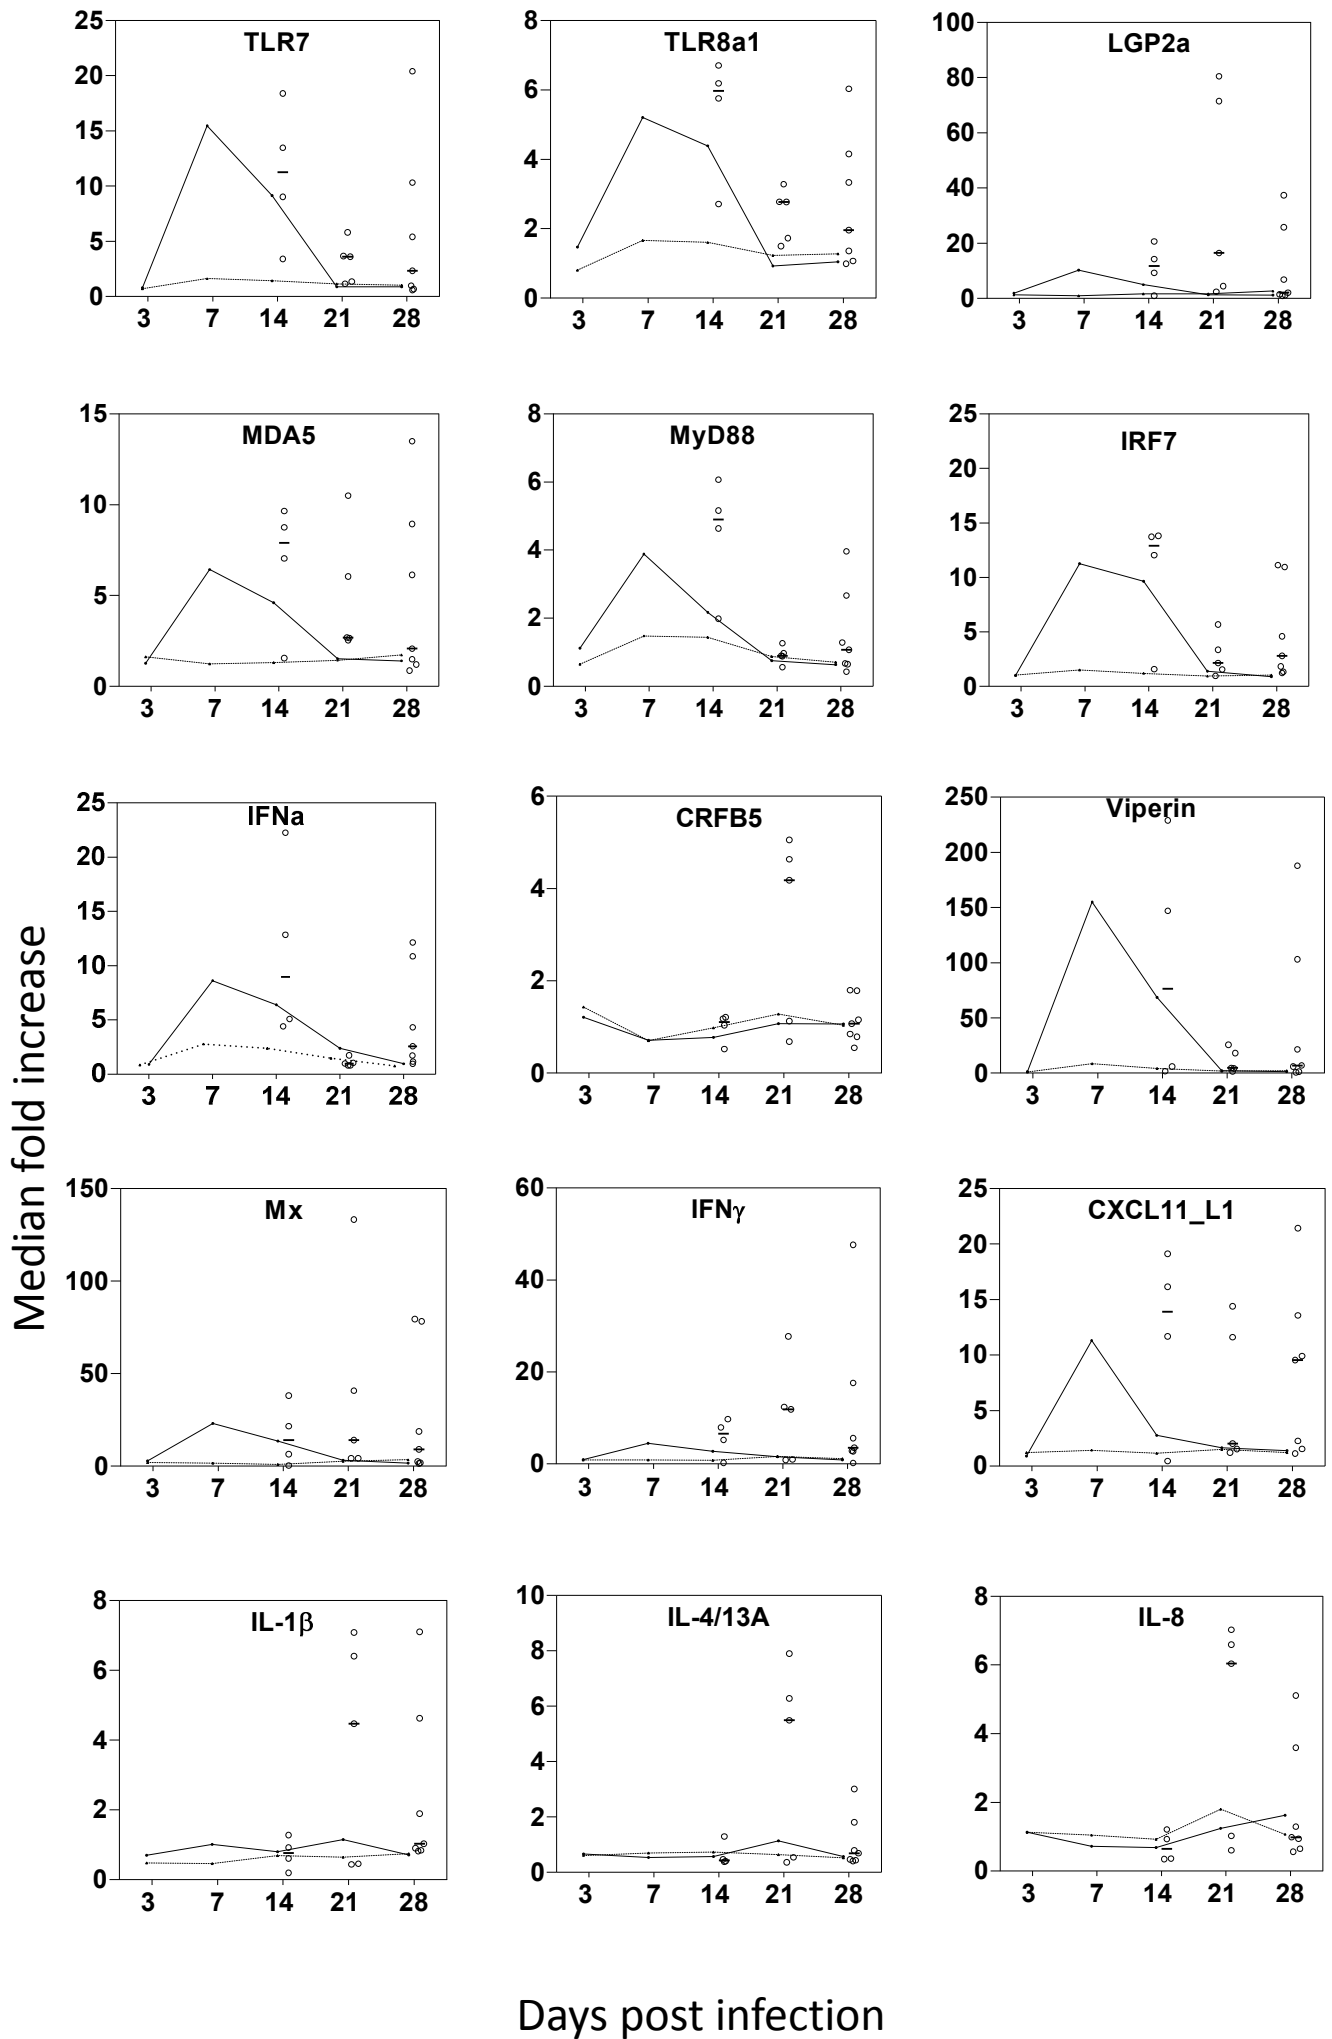 Median fold increase
TLR7
25
20
15
10
5
0
3 7 14 21 28
TLR8a1
8
6
4
2
0
3 7 14 21 28
LGP2a
100
80
60
40
20
0
3 7 14 21 28
MDA5
15
10
5
0
3 7 14 21 28
MyD88
8
6
4
2
0
3 7 14 21 28
IRF7
25
20
15
10
5
0
3 7 14 21 28
IFNa
25
20
15
10
5
0
3 7 14 21 28
CRFB5
6
4
2
0
3 7 14 21 28
Viperin
250
200
150
100
50
0
3 7 14 21 28
Mx
150
100
50
0
3 7 14 21 28
IFNγ
60
40
20
0
3 7 14 21 28
CXCL11_L1
25
20
15
10
5
0
3 7 14 21 28
IL-1β
8
6
4
2
0
3 7 14 21 28
IL-4/13A
10
8
6
4
2
0
3 7 14 21 28
IL-8
8
6
4
2
0
3 7 14 21 28
Days post infection